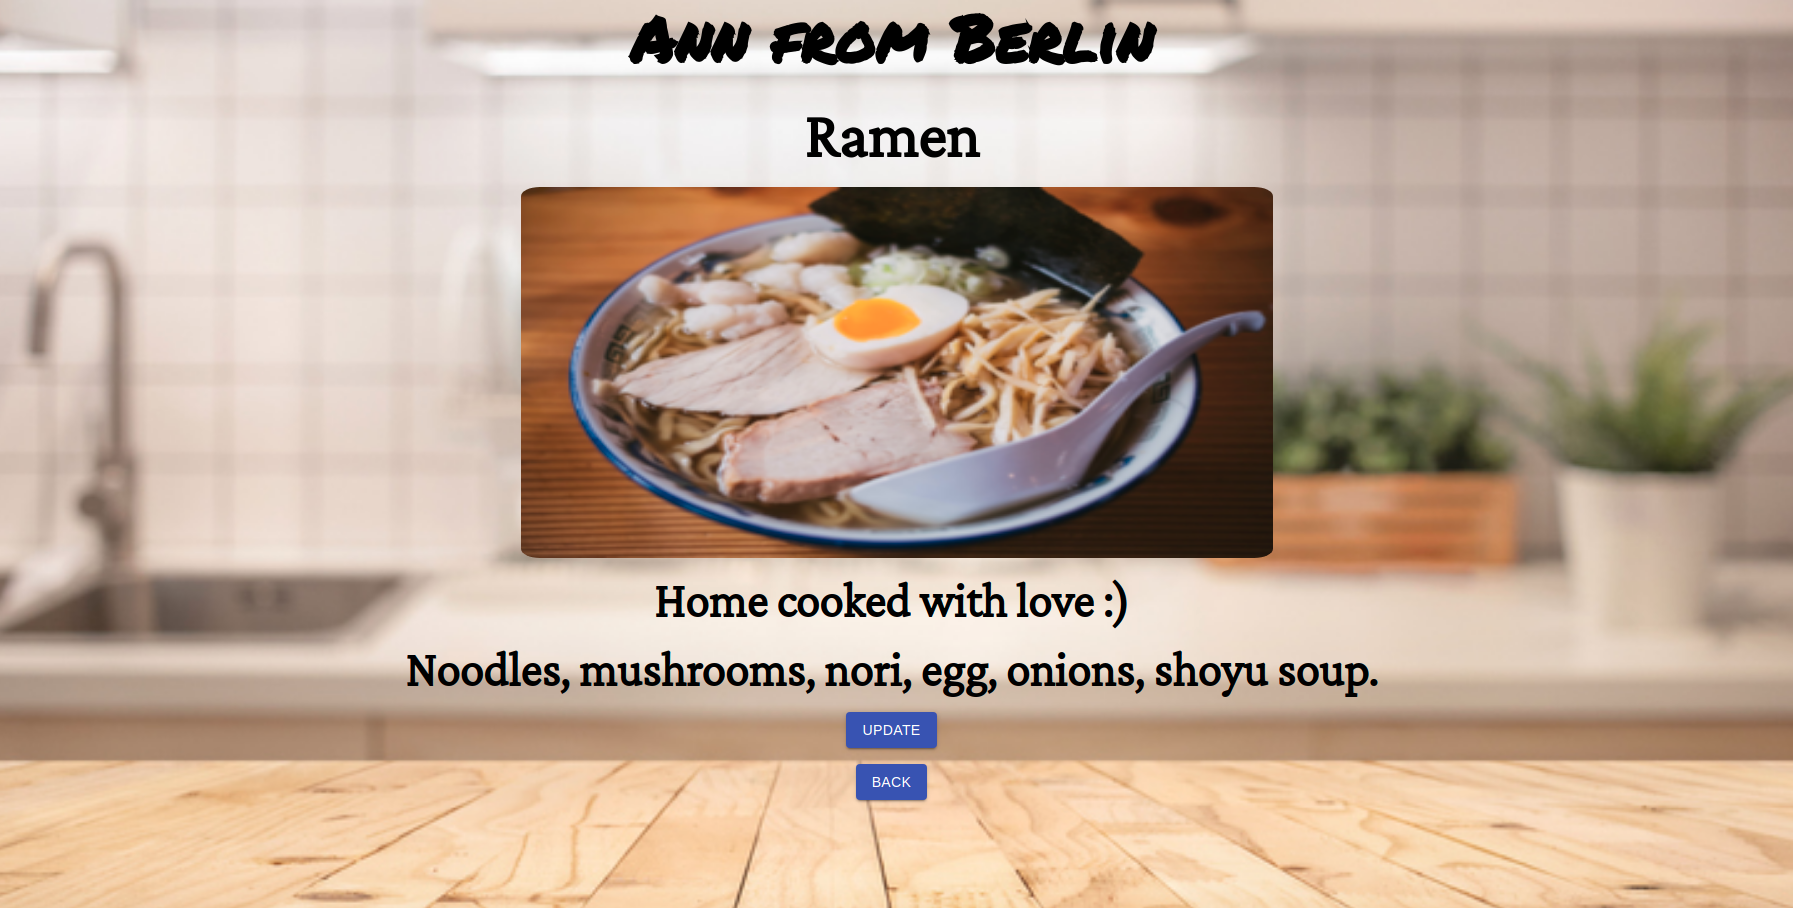 Ann from Berlin
Ramen
Home cooked with love :)
Noodles, mushrooms, nori, egg, onions, shoyu soup.
UPDATE
BACK